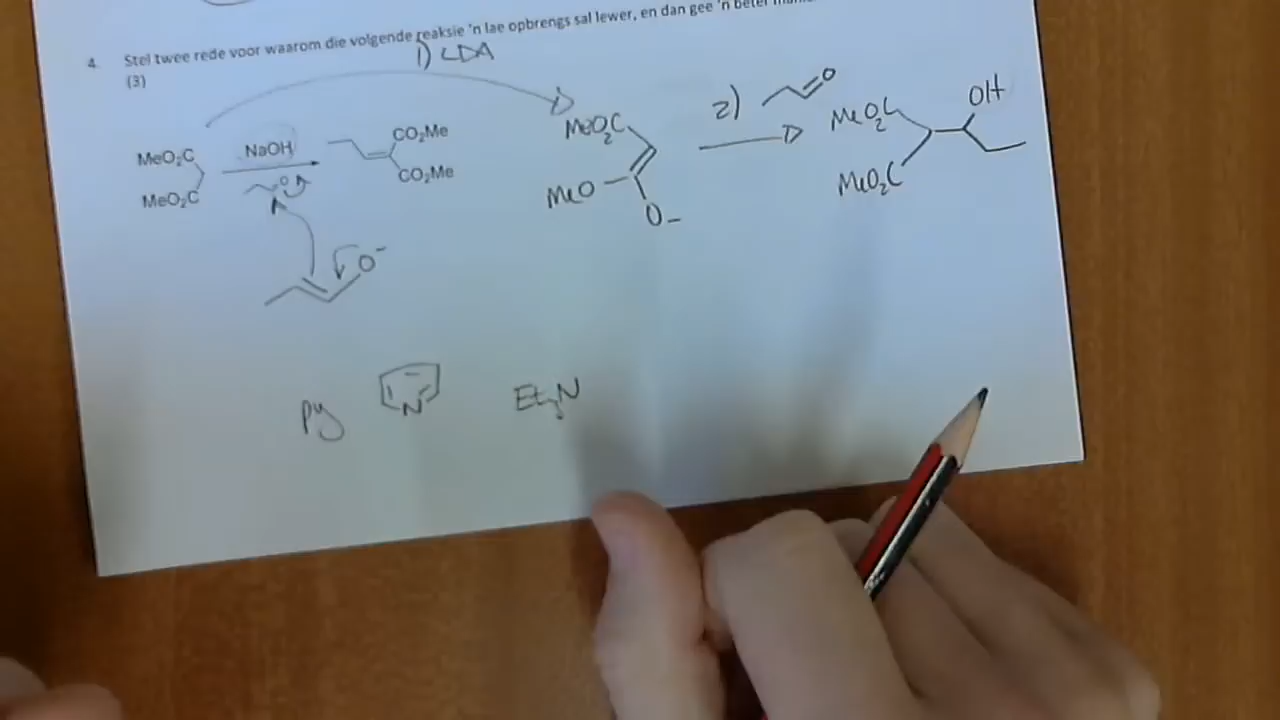 4. Stel twee rede voor waarom die volgende reaksie 'n lae opbrengs sal lewer, en dan gee 'n beter
(3)
1) LDA
MeO₂C
MeO₂C
NaOH
O
CO₂Me
CO₂Me
MeO₂C
MeO
O-
2)
O
MeO₂C
MeO₂C
OH
O-
py
N
Et₃N